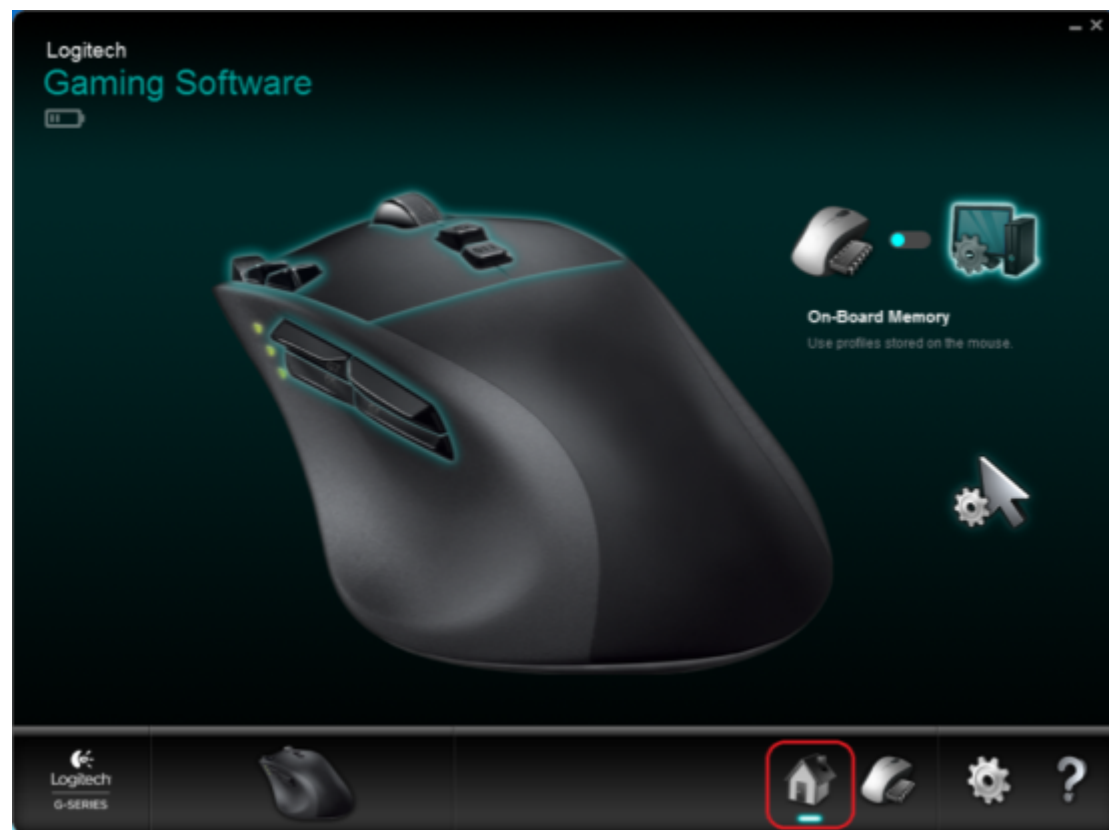 Logitech
Gaming Software
On-Board Memory
Use profiles stored on the mouse.
Logitech
G-SERIES
?